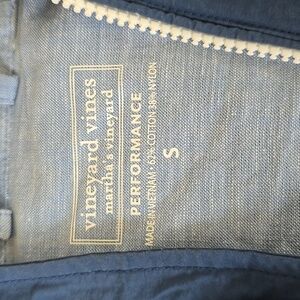 vineyard vines
martha's vineyard
PERFORMANCE
MADE IN VIETNAM • 62% COTTON 38% NYLON
S